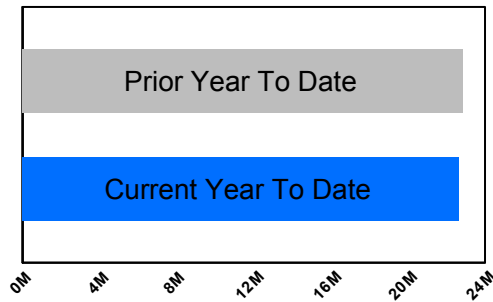 Prior Year To Date
Current Year To Date
0M 4M 8M 12M 16M 20M 24M